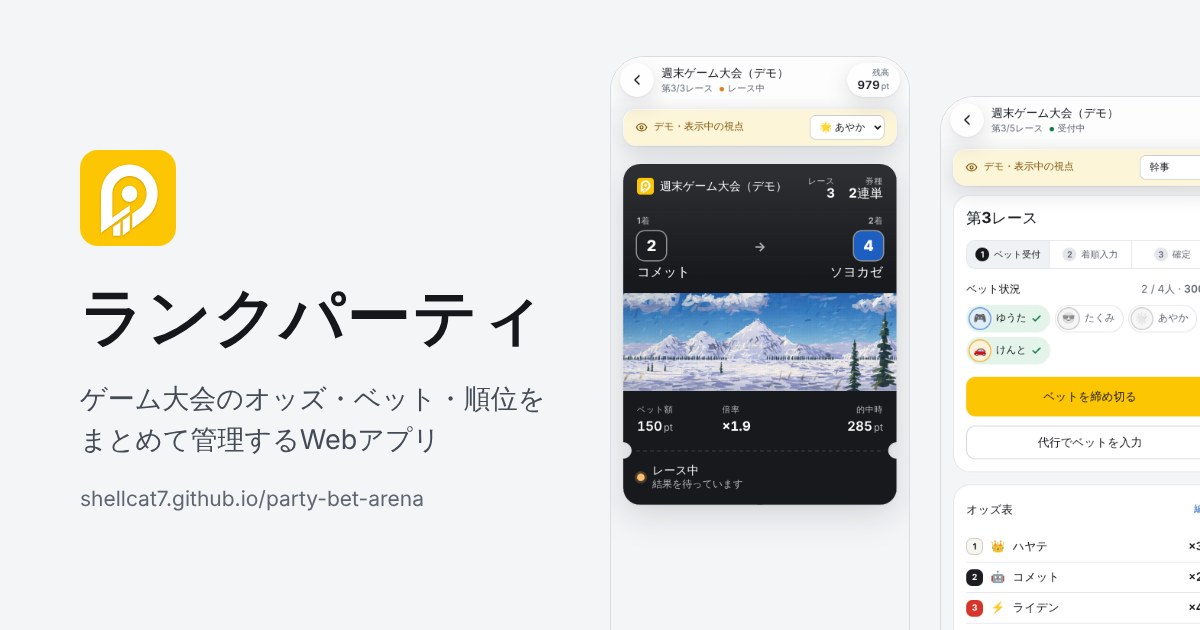 ランクパーティ
ゲーム大会のオッズ・ベット・順位を
まとめて管理するWebアプリ
shellcat7.github.io/party-bet-arena
週末ゲーム大会（デモ）
第3/3レース ● レース中
残高
979pt
デモ・表示中の視点
🌟 あやか
週末ゲーム大会（デモ）
レース
3
券種
2連単
1着
2
コメット
→
2着
4
ソヨカゼ
ベット額
150pt
倍率
×1.9
的中時
285pt
レース中
結果を待っています
週末ゲーム大会（デモ）
第3/5レース ● 受付中
デモ・表示中の視点
幹事
第3レース
1 ベット受付
2 着順入力
3 確定
ベット状況
2 / 4人 · 300
🎮 ゆうた ✓
😎 たくみ
🌟 あやか
🚗 けんと ✓
ベットを締め切る
代行でベットを入力
オッズ表
1 👑 ハヤテ
2 🤖 コメット
3 ⚡ ライデン